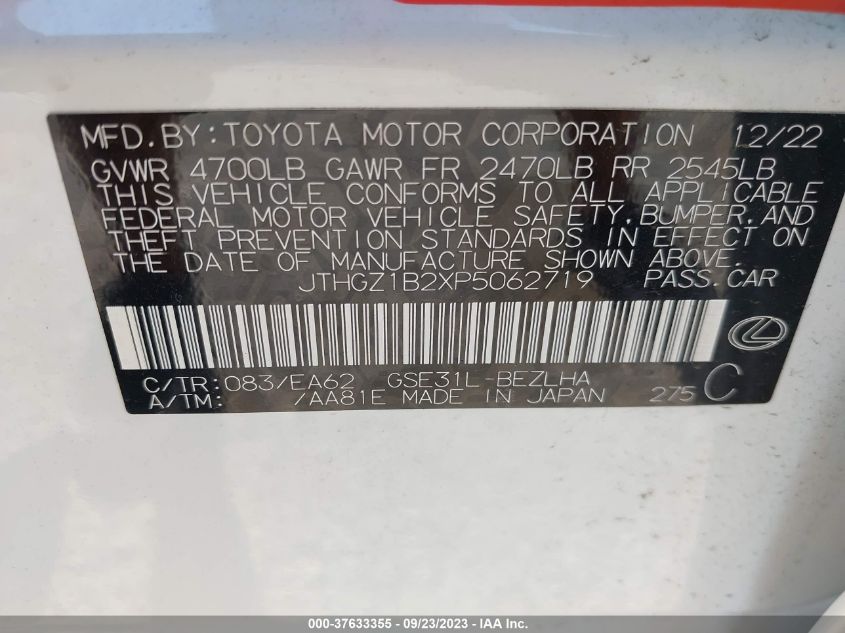 MFD. BY: TOYOTA MOTOR CORPORATION 12/22
GVWR 4700LB GAWR FR 2470LB RR 2545LB
THIS VEHICLE CONFORMS TO ALL APPLICABLE
FEDERAL MOTOR VEHICLE SAFETY, BUMPER, AND
THEFT PREVENTION STANDARDS IN EFFECT ON
THE DATE OF MANUFACTURE SHOWN ABOVE.
JTHGZ1B2XP5062719 PASS. CAR
C/TR: 083/EA62 GSE31L-BEZLHA
A/TM: /AA81E MADE IN JAPAN 275 C
000-37633355 - 09/23/2023 - IAA Inc.